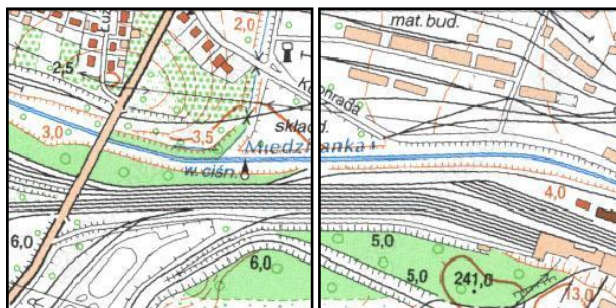 Łuż
2,0
mat. bud.
2,5
Konrada
3,0
3,5
skład.
Miedzianka
w ciśn.
4,0
6,0
5,0
6,0
5,0
241,0
3,0